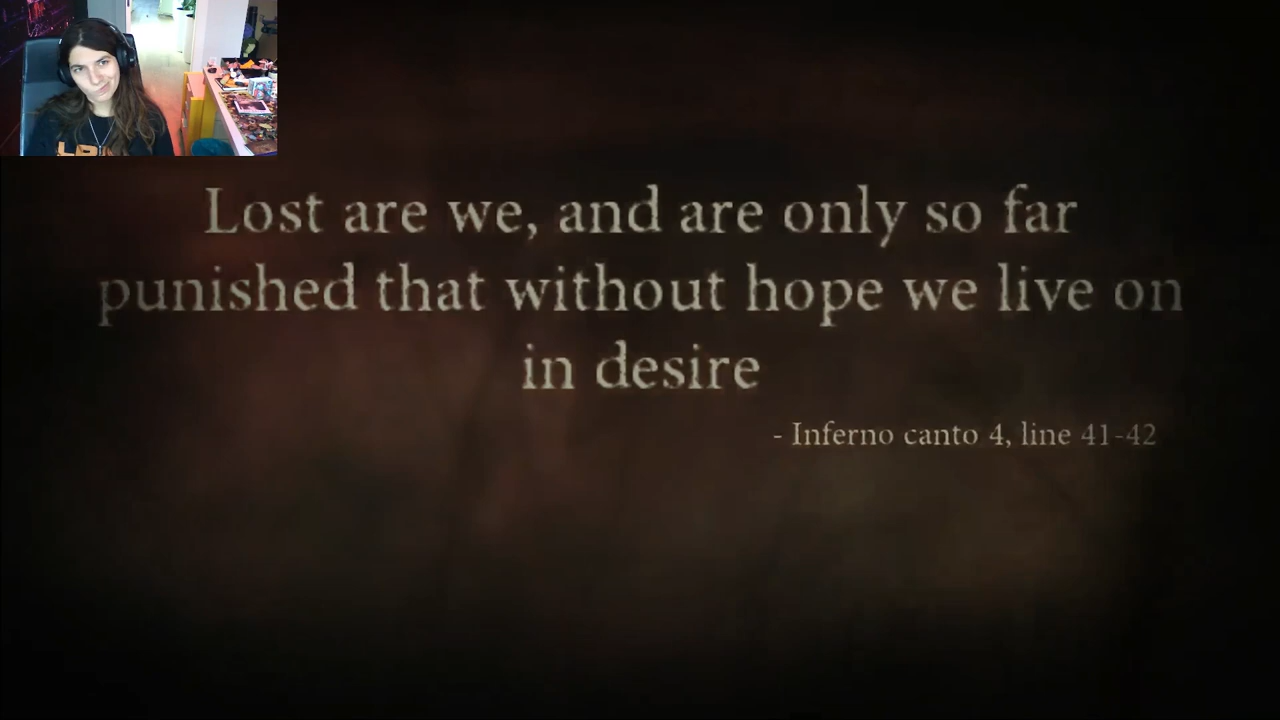 Lost are we, and are only so far
punished that without hope we live on
in desire
- Inferno canto 4, line 41-42